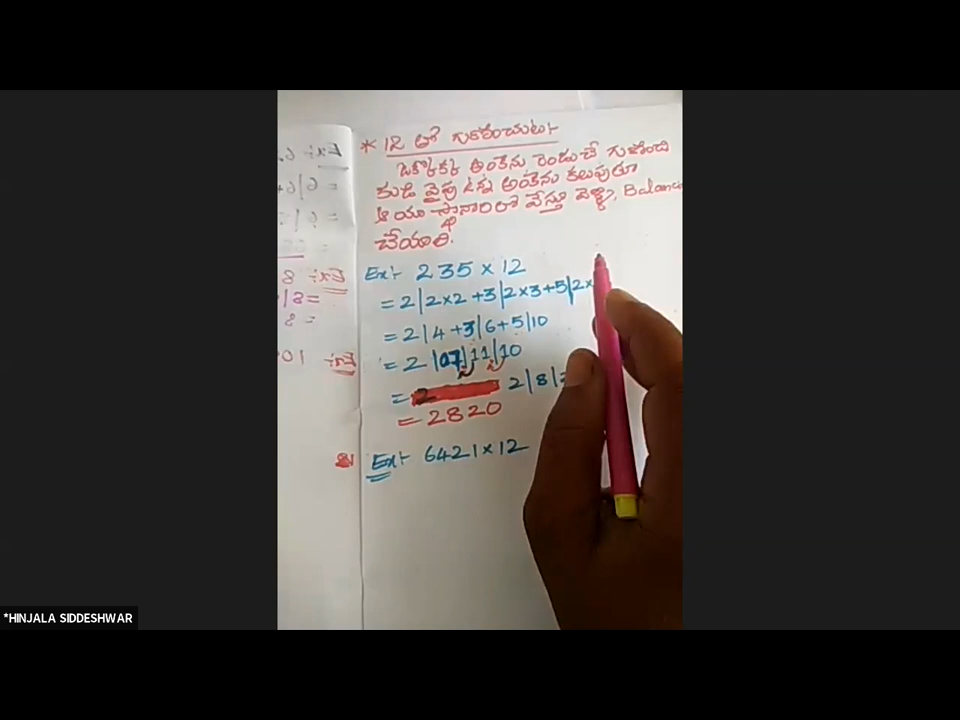 * 12 తో గుణించుట:-
ఒక్కొక్క అంకెను రెండుచే గుణించి
కుడి వైపు ఉన్న అంకెను కలుపుతూ
ఆ యా స్థానాలలో వేస్తూ వెళ్ళి, Balance
చేయాలి.
Ex:- 235 × 12
= 2|2×2+3|2×3+5|2×
= 2|4+3|6+5|10
= 2|07|11|10
= 2|8|2
= 2820
Ex:- 6421×12
*HINJALA SIDDESHWAR